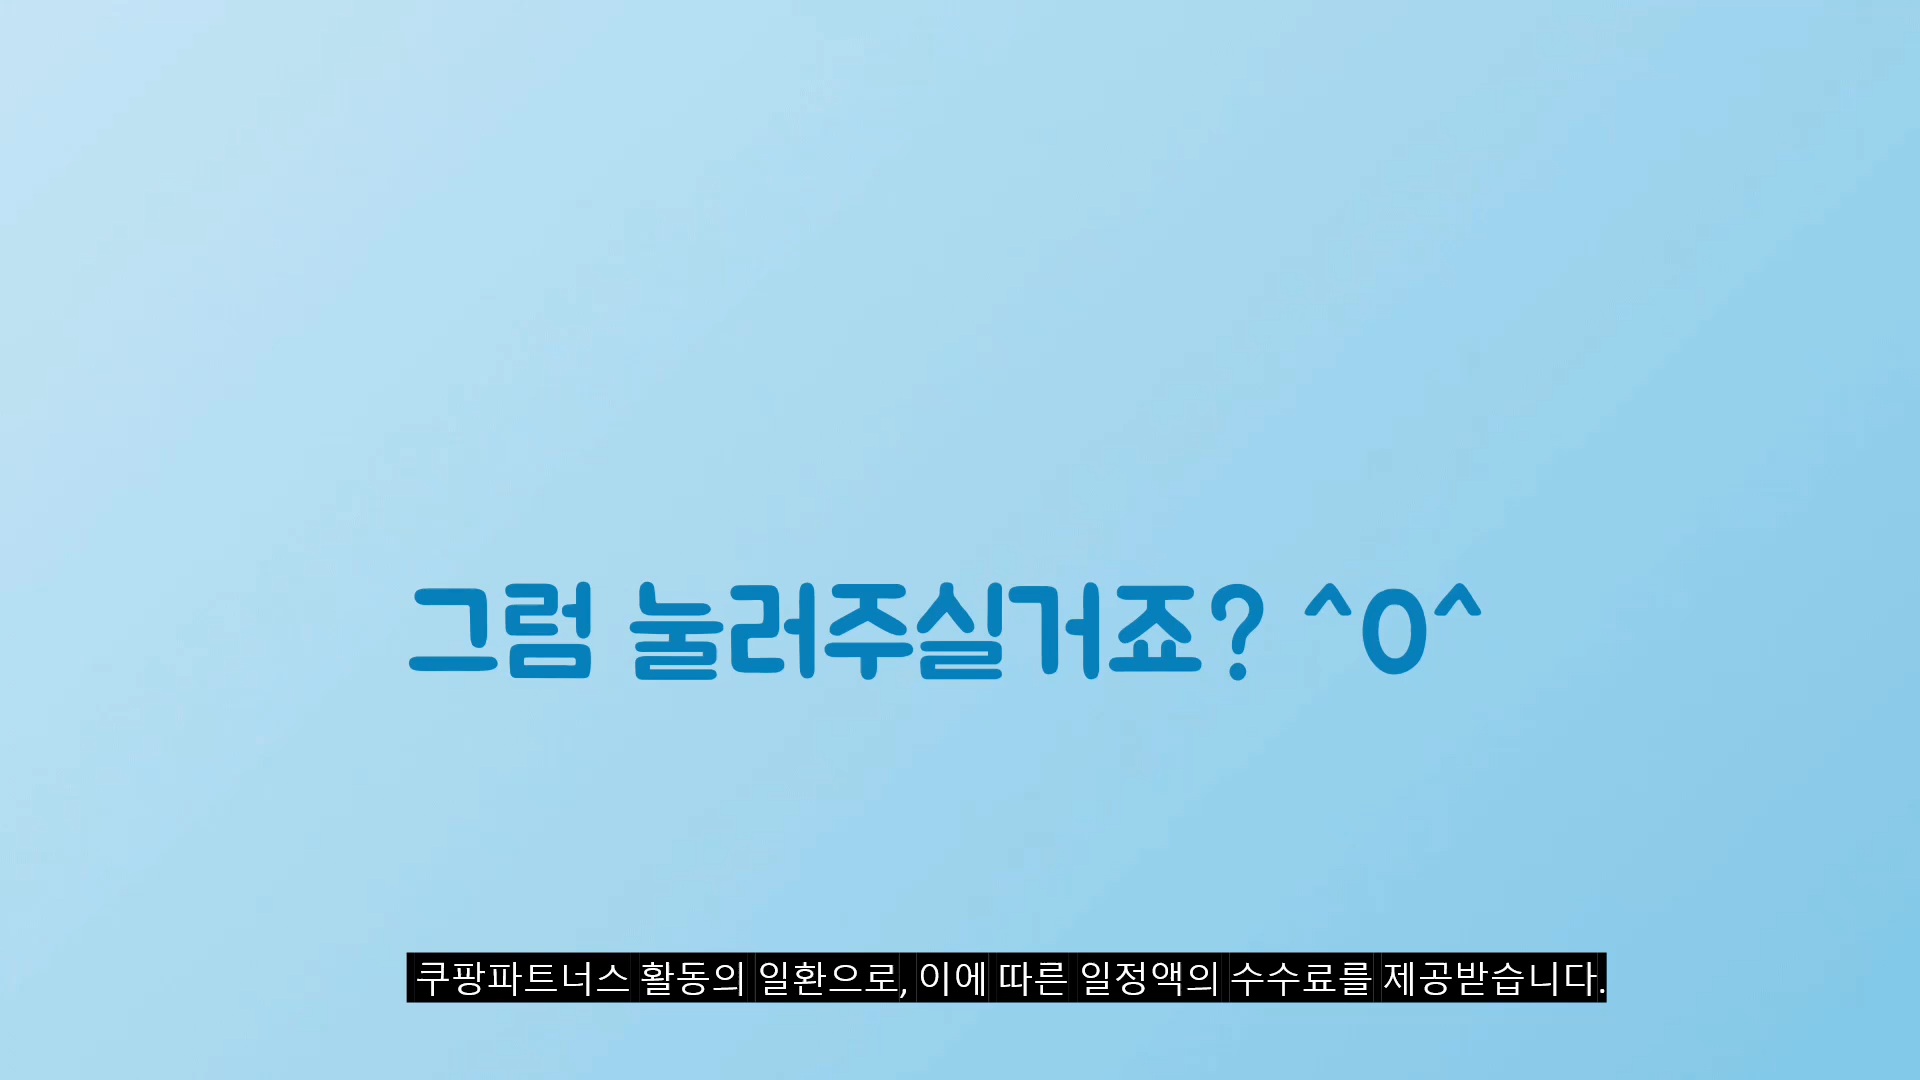 그럼 눌러주실거죠? ^0^
쿠팡파트너스 활동의 일환으로, 이에 따른 일정액의 수수료를 제공받습니다.